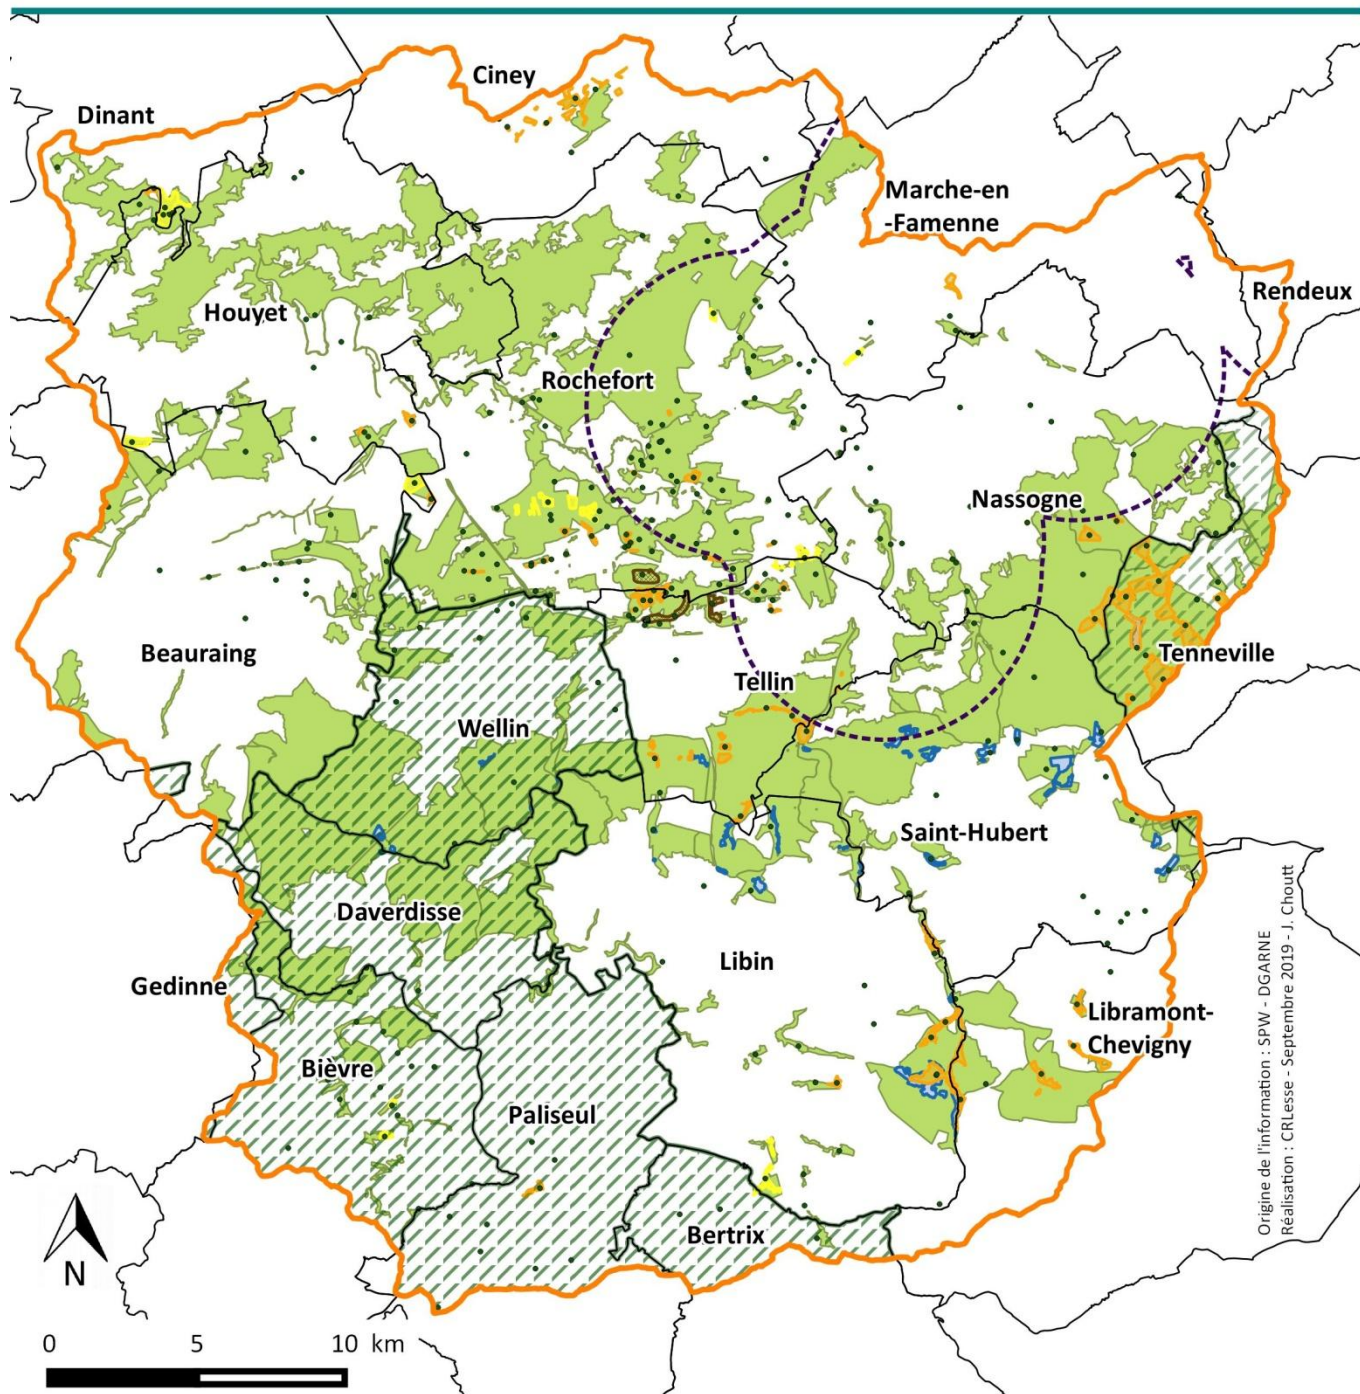 Ciney
Dinant
Marche-en
-Famenne
Rendeux
Houyet
Rochefort
Nassogne
Beauraing
Tenneville
Tellin
Wellin
Saint-Hubert
Daverdisse
Libin
Gedinne
Libramont-
Chevigny
Bièvre
Paliseul
Bertrix
Origine de l'information : SPW - DGARNE
Réalisation : CRLesse - Septembre 2019 - J. Choutt
N
0 5 10 km